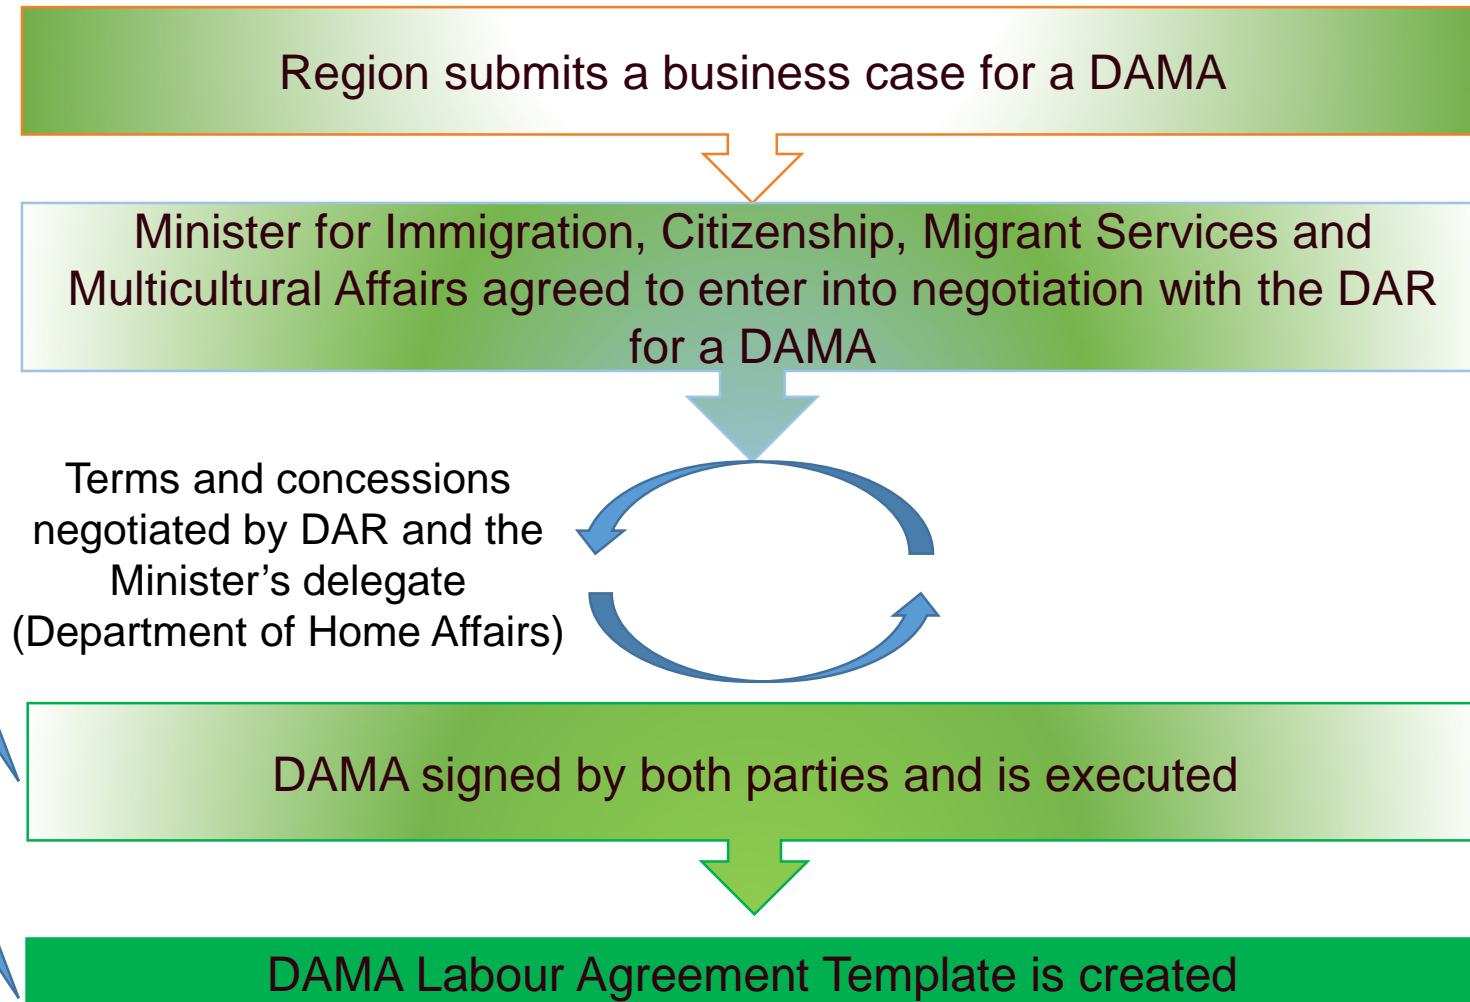 Region submits a business case for a DAMA
Minister for Immigration, Citizenship, Migrant Services and
Multicultural Affairs agreed to enter into negotiation with the DAR
for a DAMA
Terms and concessions
negotiated by DAR and the
Minister’s delegate
(Department of Home Affairs)
DAMA signed by both parties and is executed
DAMA Labour Agreement Template is created